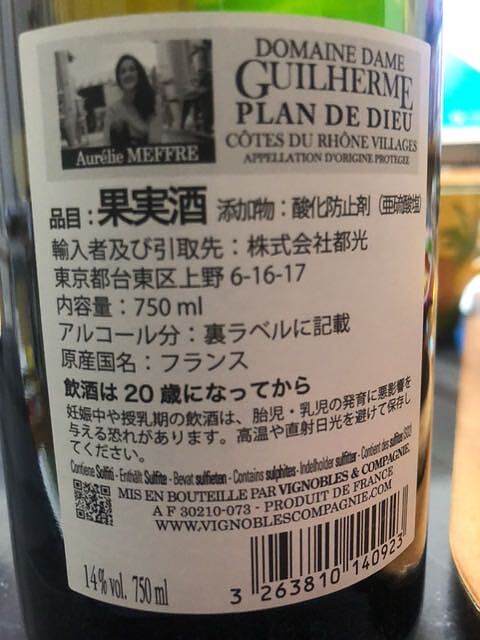 Aurélie MEFFRE
DOMAINE DAME
GUILHERME
PLAN DE DIEU
CÔTES DU RHÔNE VILLAGES
APPELLATION D'ORIGINE PROTÉGÉE
品目：果実酒 添加物：酸化防止剤（亜硫酸塩）
輸入者及び引取先：株式会社都光
東京都台東区上野 6-16-17
内容量：750 ml
アルコール分：裏ラベルに記載
原産国名：フランス
飲酒は 20 歳になってから
妊娠中や授乳期の飲酒は、胎児・乳児の発育に悪影響を
与える恐れがあります。高温や直射日光を避けて保存し
てください。
Contiene Solfiti - Enthält Sulfite - Bevat sulfieten - Contains sulphites - Indeholder sulfitter - Contient des sulfites
MIS EN BOUTEILLE PAR VIGNOBLES & COMPAGNIE
A F 30210-073 - PRODUIT DE FRANCE
WWW.VIGNOBLESCOMPAGNIE.COM
14% vol. 750 ml
3 263810 140923